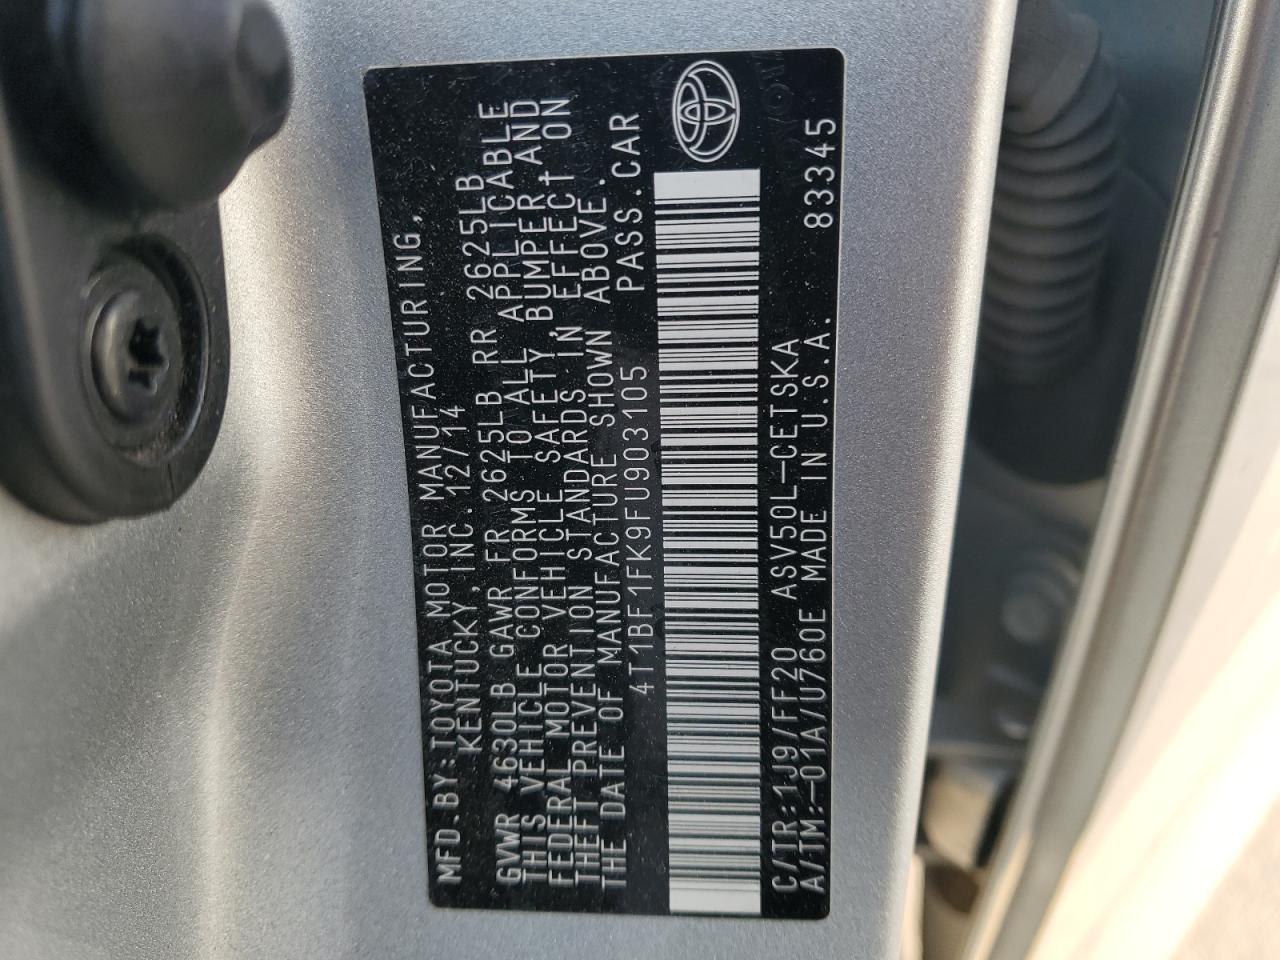 MFD.BY:TOYOTA MOTOR MANUFACTURING,
KENTUCKY, INC. 12/14
GVWR 4630LB GAWR FR 2625LB RR 2625LB
THIS VEHICLE CONFORMS TO ALL APPLICABLE
FEDERAL MOTOR VEHICLE SAFETY, BUMPER AND
THEFT PREVENTION STANDARDS IN EFFECT ON
THE DATE OF MANUFACTURE SHOWN ABOVE.
4T1BF1FK9FU903105 PASS.CAR
C/TR:1J9/FF20 ASV50L-CETSKA
A/TM:-01A/U760E MADE IN U.S.A. 83345